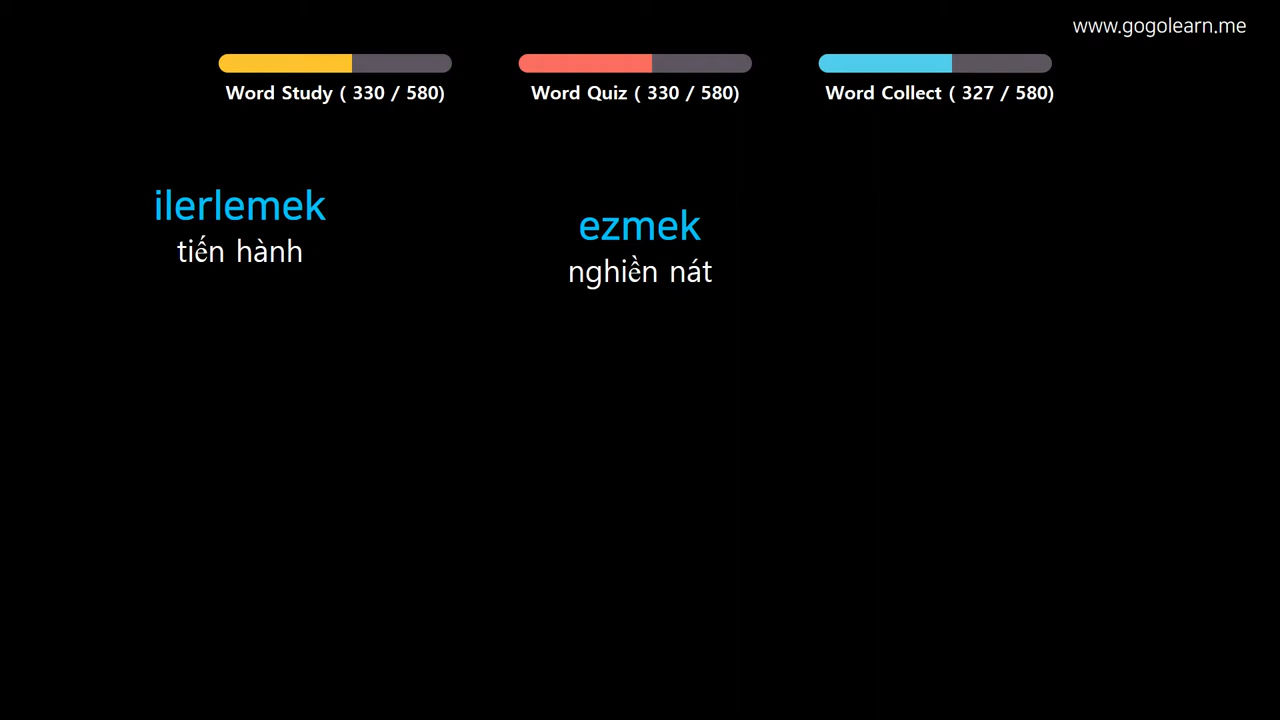 www.gogolearn.me
Word Study ( 330 / 580)
Word Quiz ( 330 / 580)
Word Collect ( 327 / 580)
ilerlemek
tiến hành
ezmek
nghiền nát